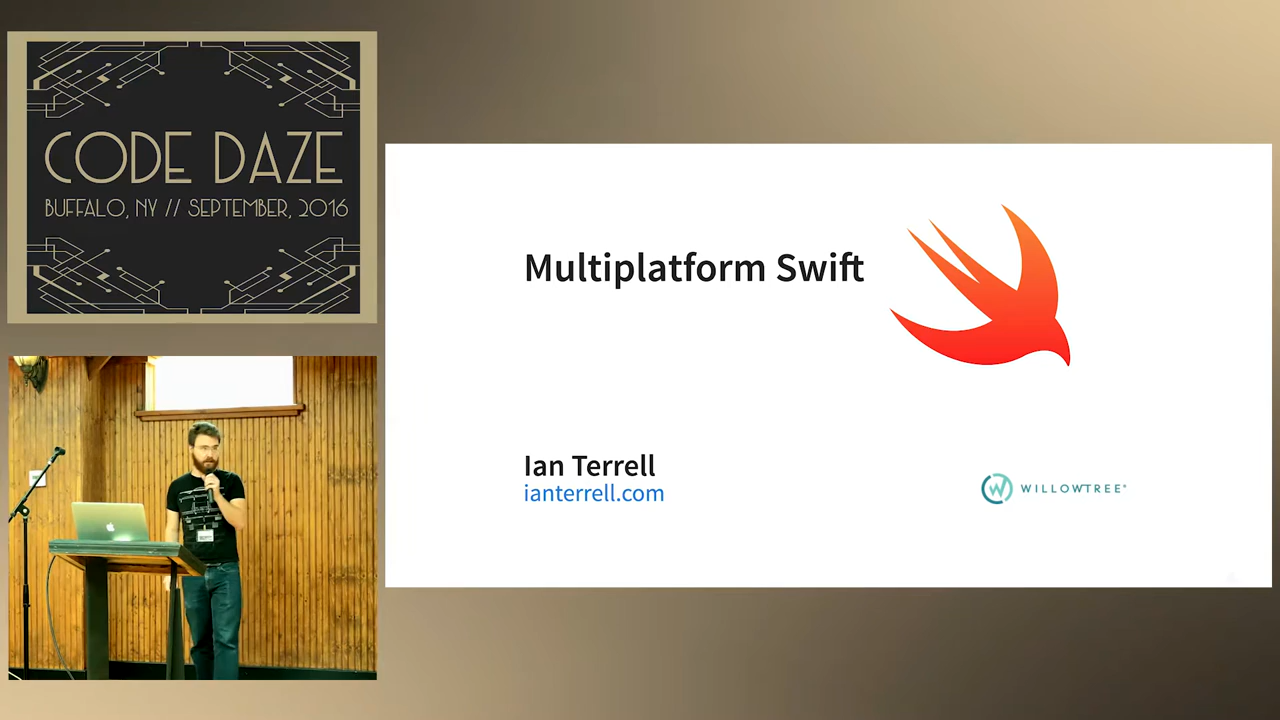 CODE DAZE
BUFFALO, NY // SEPTEMBER, 2016
Multiplatform Swift
Ian Terrell
ianterrell.com
W WILLOWTREE®